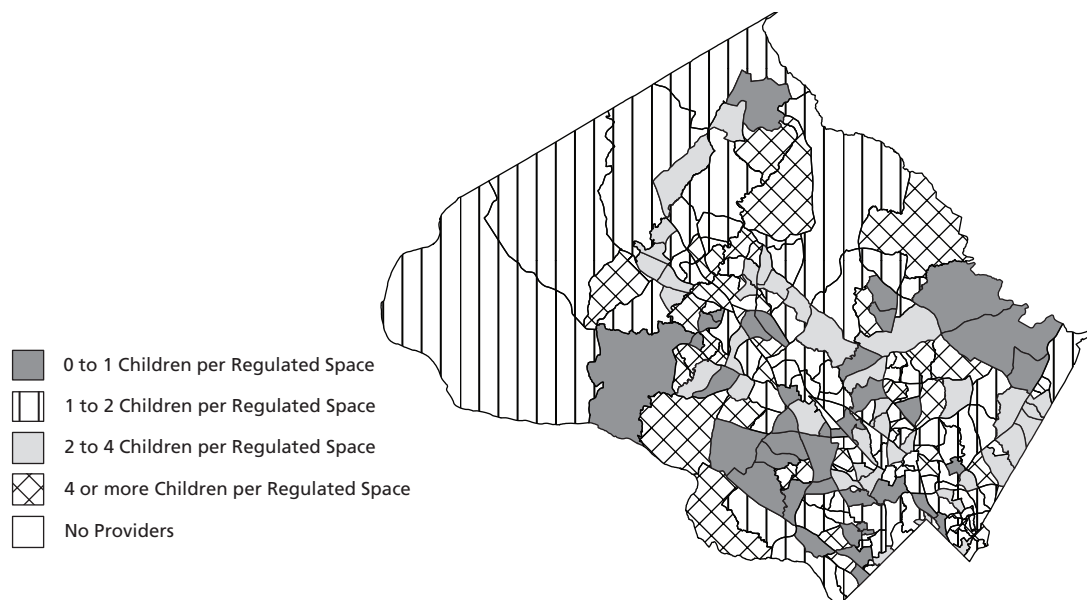 0 to 1 Children per Regulated Space
1 to 2 Children per Regulated Space
2 to 4 Children per Regulated Space
4 or more Children per Regulated Space
No Providers